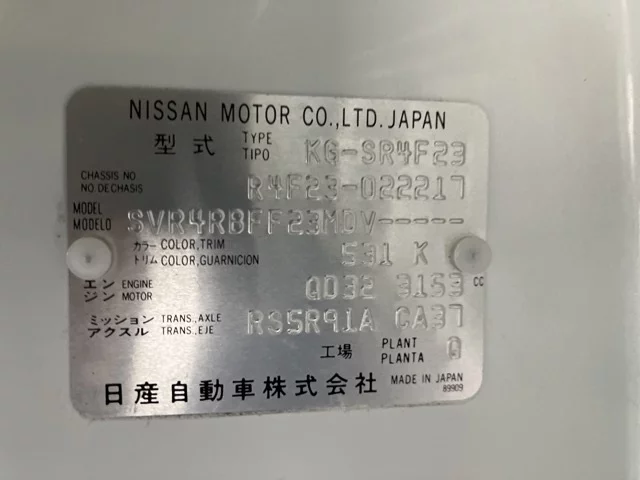 NISSAN MOTOR CO.,LTD. JAPAN
型式 TYPE TIPO KG-SR4F23
CHASSIS NO NO DECHASIS R4F23-022217
MODEL MODELO SVR4RBFF23MDV-----
カラー COLOR,TRIM トリム COLOR,GUARNICION 531 K
エンジン ENGINE MOTOR QD32 3153 CC
ミッション アクスル TRANS.,AXLE TRANS.,EJE RS5R91A CA37
工場 PLANT PLANTA
日産自動車株式会社 MADE IN JAPAN
89909